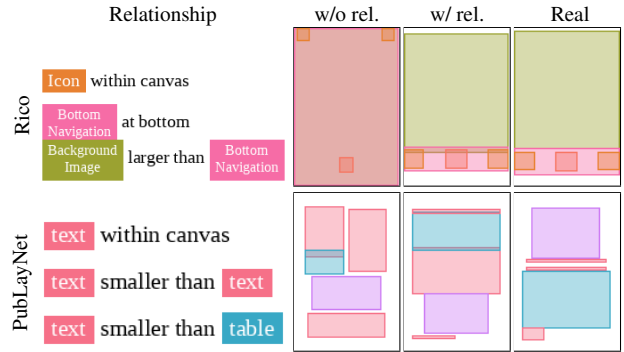 Relationship w/o rel. w/ rel. Real
Rico
Icon within canvas
Bottom
Navigation at bottom
Background
Image larger than Bottom
Navigation
PubLayNet
text within canvas
text smaller than text
text smaller than table